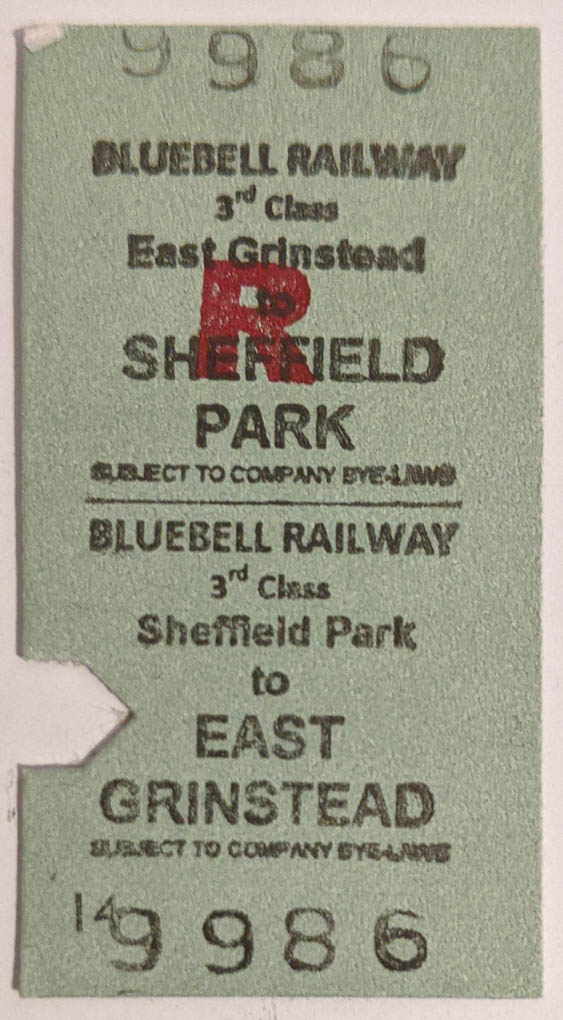 9986
BLUEBELL RAILWAY
3rd Class
East Grinstead
to
R
SHEFFIELD
PARK
SUBJECT TO COMPANY BYE-LAWS
BLUEBELL RAILWAY
3rd Class
Sheffield Park
to
EAST
GRINSTEAD
SUBJECT TO COMPANY BYE-LAWS
14 9986